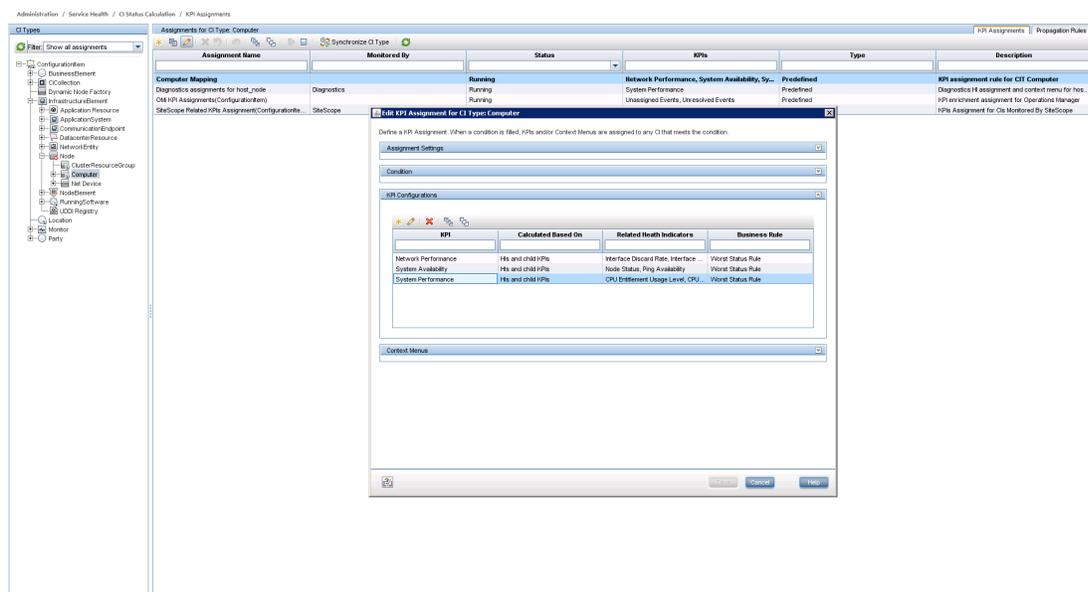 Administration / Service Health / CI Status Calculation / KPI Assignments
CI Types
Filter: Show all assignments
ConfigurationItem
BusinessElement
CiCollection
Dynamic Node Factory
InfrastructureElement
Application Resource
ApplicationSystem
CommunicationEndpoint
DatacenterResource
NetworkEntity
Node
ClusterResourceGroup
Computer
Net Device
NodeElement
RunningSoftware
UDDI Registry
Location
Monitor
Party
Assignments for CI Type: Computer
KPI Assignments Propagation Rules
Synchronize CI Type
Assignment Name Monitored By Status KPIs Type Description
Computer Mapping Running Network Performance, System Availability, Sy... Predefined KPI assignment rule for CIT Computer
Diagnostics assignments for host_node Diagnostics Running System Performance Predefined Diagnostics HI assignment and context menu for hos...
OMi KPI Assignments(ConfigurationItem) Running Unassigned Events, Unresolved Events Predefined KPI enrichment assignment for Operations Manager
SiteScope Related KPIs Assignment(ConfigurationIte... SiteScope KPIs Assignment for CIs Monitored By SiteScope
Edit KPI Assignment for CI Type: Computer
Define a KPI Assignment. When a condition is filled, KPIs and/or Context Menus are assigned to any CI that meets the condition.
Assignment Settings
Condition
KPI Configurations
KPI Calculated Based On Related Heath Indicators Business Rule
Network Performance HIs and child KPIs Interface Discard Rate, Interface ... Worst Status Rule
System Availability HIs and child KPIs Node Status, Ping Availability Worst Status Rule
System Performance HIs and child KPIs CPU Entitlement Usage Level, CPU... Worst Status Rule
Context Menus
Cancel Help